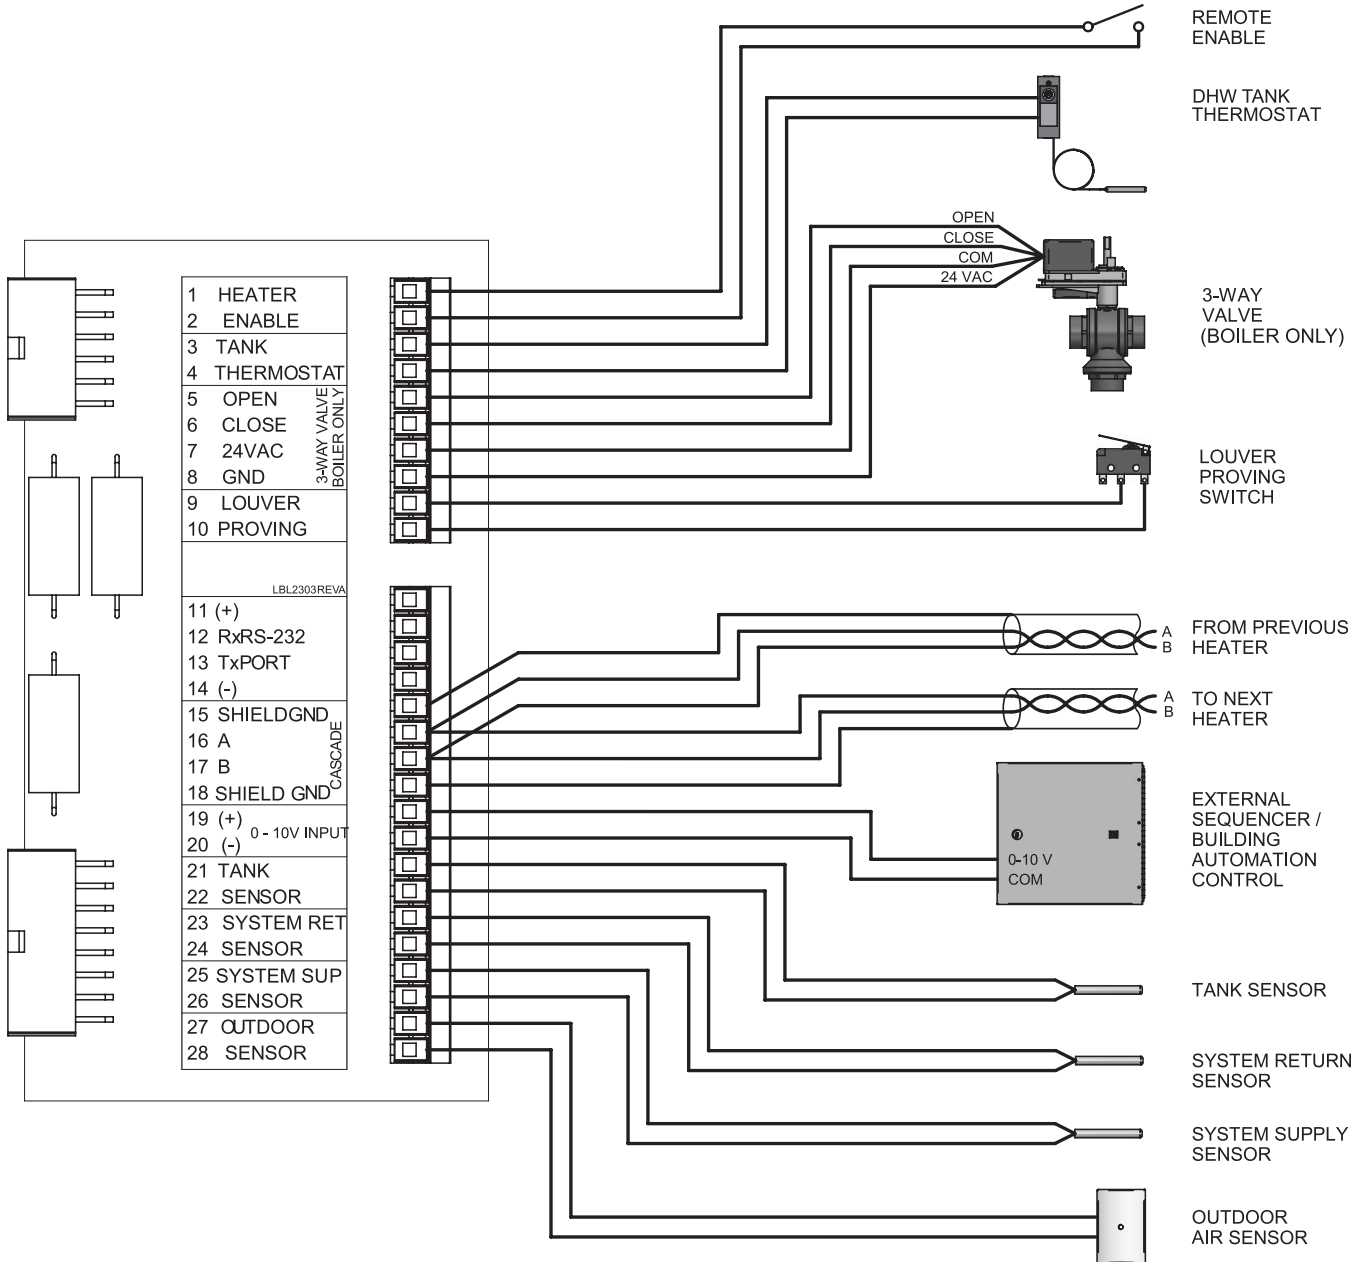 REMOTE
ENABLE
DHW TANK
THERMOSTAT
OPEN
CLOSE
COM
24 VAC
3-WAY
VALVE
(BOILER ONLY)
1 HEATER
2 ENABLE
3 TANK
4 THERMOSTAT
5 OPEN
6 CLOSE
7 24VAC
8 GND
3-WAY VALVE
BOILER ONLY
9 LOUVER
10 PROVING
LOUVER
PROVING
SWITCH
LBL2303REVA
11 (+)
12 RxRS-232
13 TxPORT
14 (-)
15 SHIELDGND
16 A
17 B
18 SHIELD GND
CASCADE
19 (+)
20 (-)
0 - 10V INPUT
21 TANK
22 SENSOR
23 SYSTEM RET
24 SENSOR
25 SYSTEM SUP
26 SENSOR
27 OUTDOOR
28 SENSOR
A
B
FROM PREVIOUS
HEATER
A
B
TO NEXT
HEATER
0-10 V
COM
EXTERNAL
SEQUENCER /
BUILDING
AUTOMATION
CONTROL
TANK SENSOR
SYSTEM RETURN
SENSOR
SYSTEM SUPPLY
SENSOR
OUTDOOR
AIR SENSOR